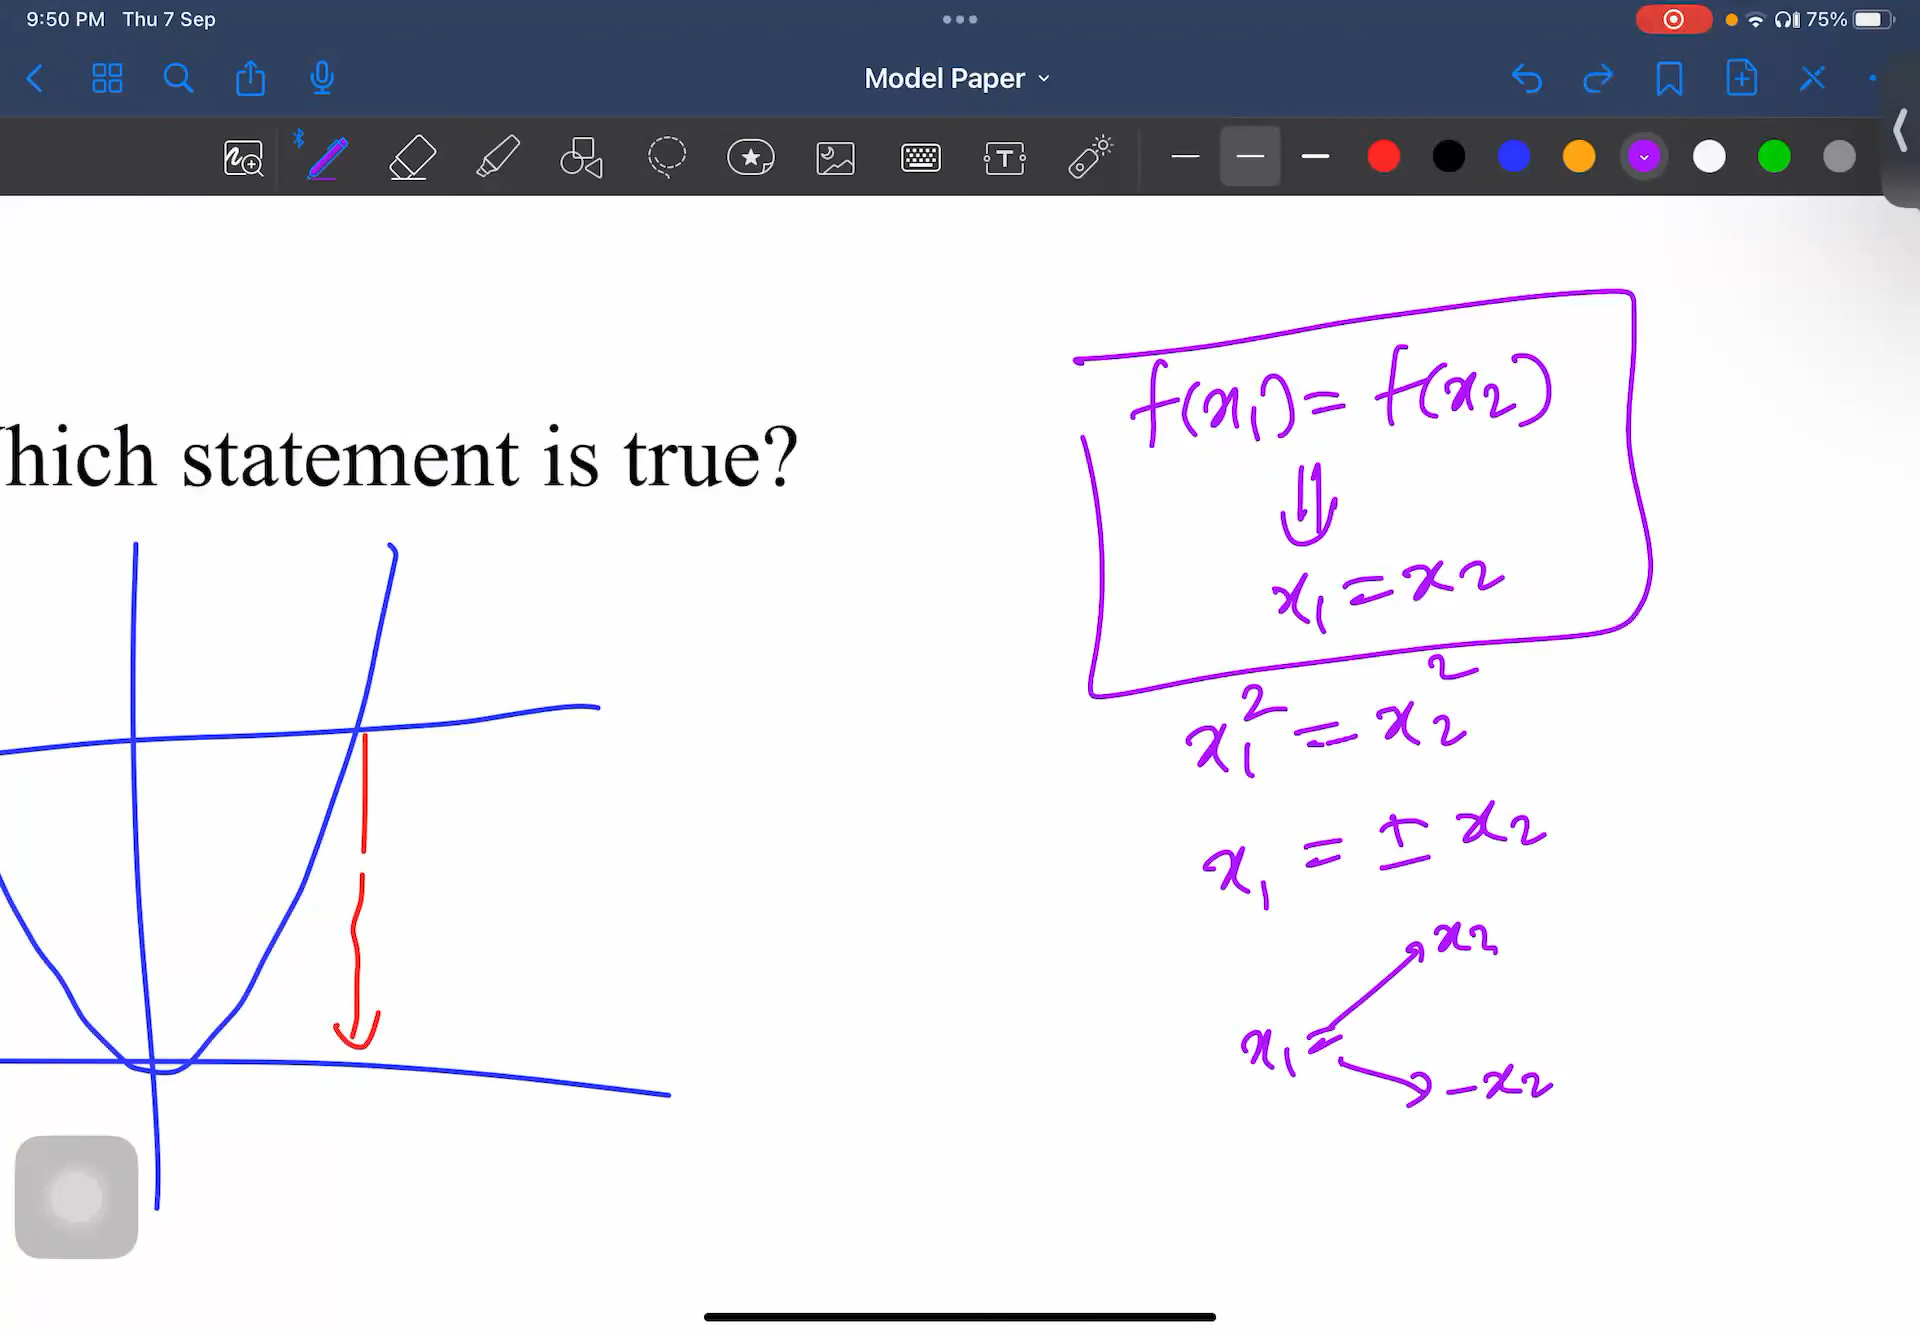 9:50 PM Thu 7 Sep
75%
Model Paper
T
hich statement is true?
f(x₁) = f(x₂)
⇓
x₁ = x₂
x₁² = x₂²
x₁ = ± x₂
x₂
x₁ =
-x₂